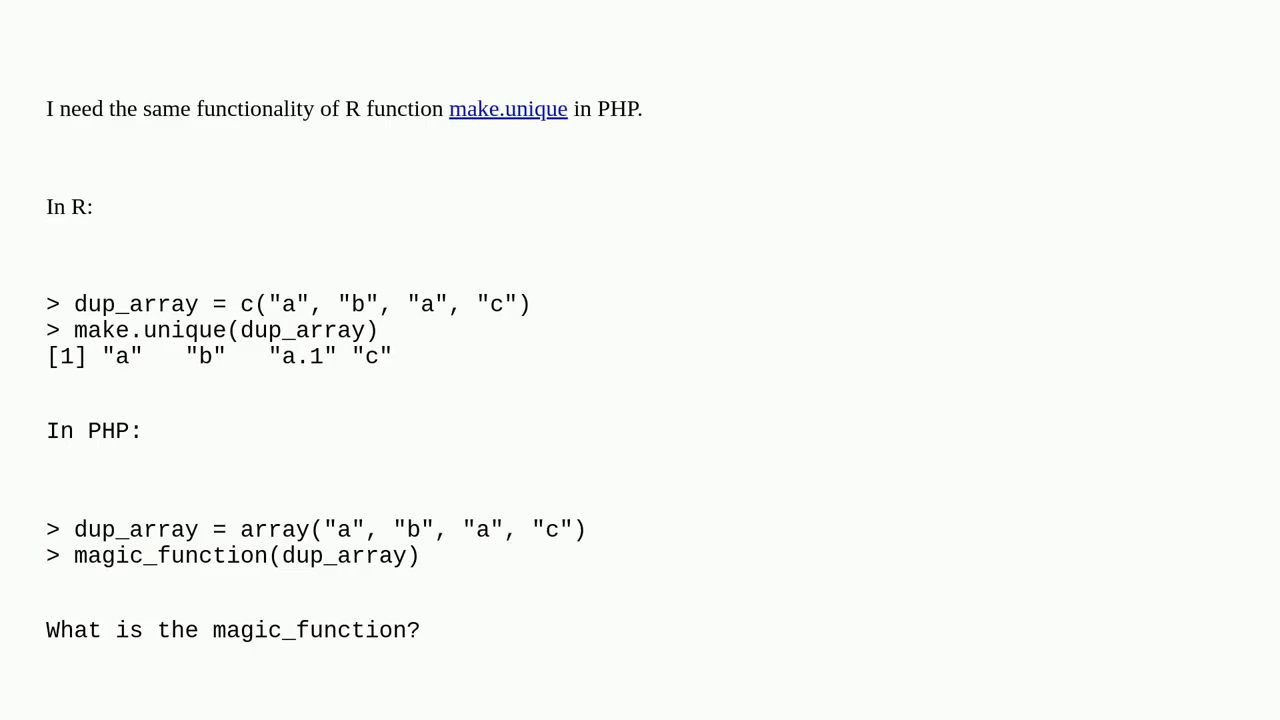 I need the same functionality of R function make.unique in PHP.
In R:
> dup_array = c("a", "b", "a", "c")
> make.unique(dup_array)
[1] "a"   "b"   "a.1" "c"
In PHP:
> dup_array = array("a", "b", "a", "c")
> magic_function(dup_array)
What is the magic_function?